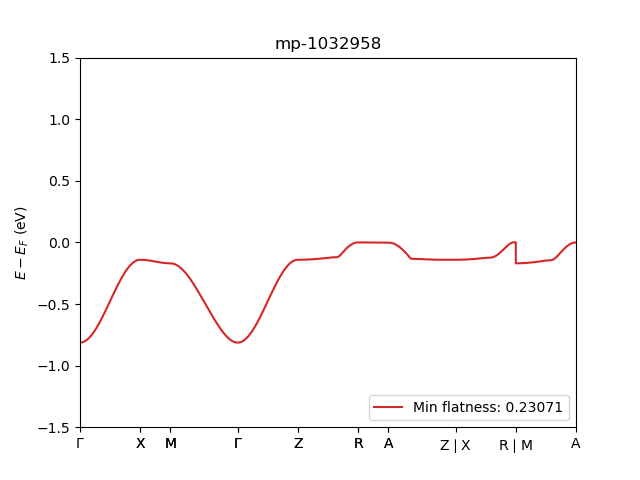 mp-1032958
1.5
1.0
0.5
0.0
−0.5
−1.0
−1.5
E − E_F (eV)
Min flatness: 0.23071
Γ X M Γ Z R A Z | X R | M A